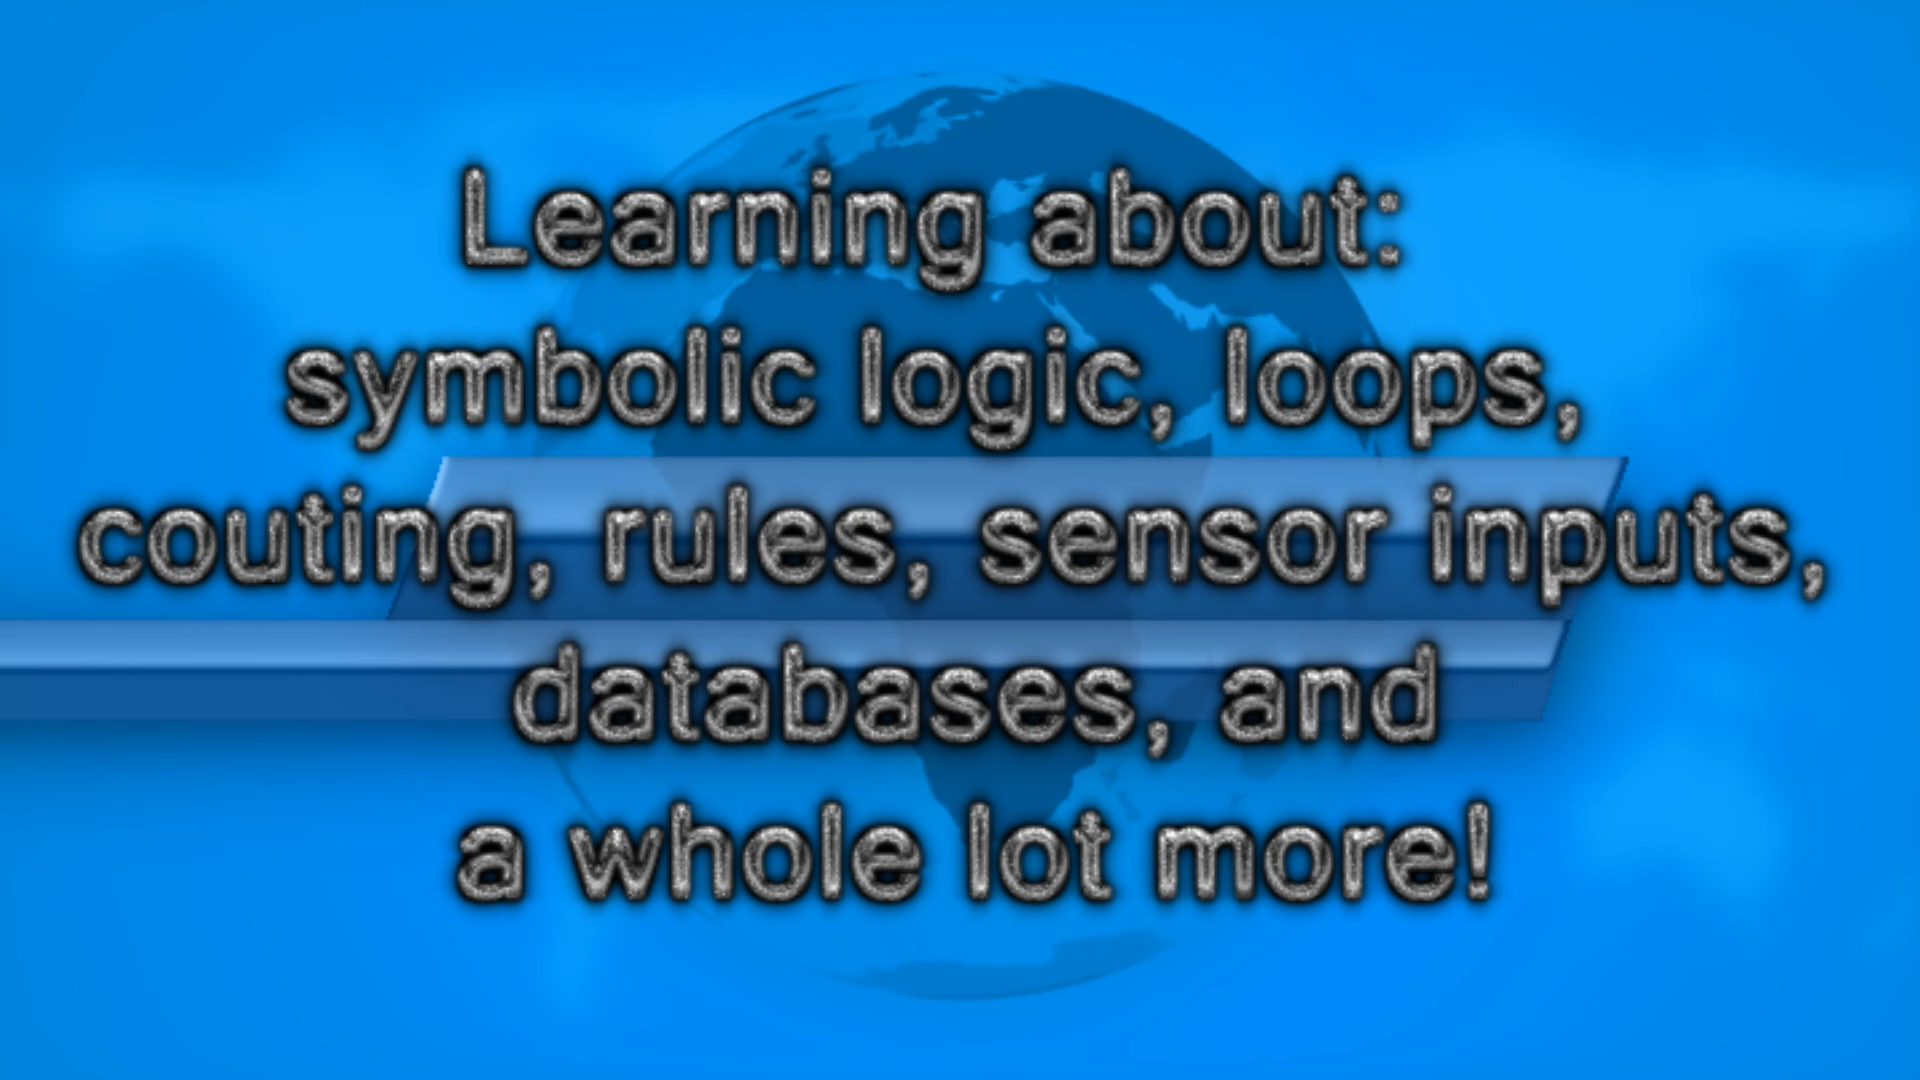 Learning about:
symbolic logic, loops,
couting, rules, sensor inputs,
databases, and
a whole lot more!